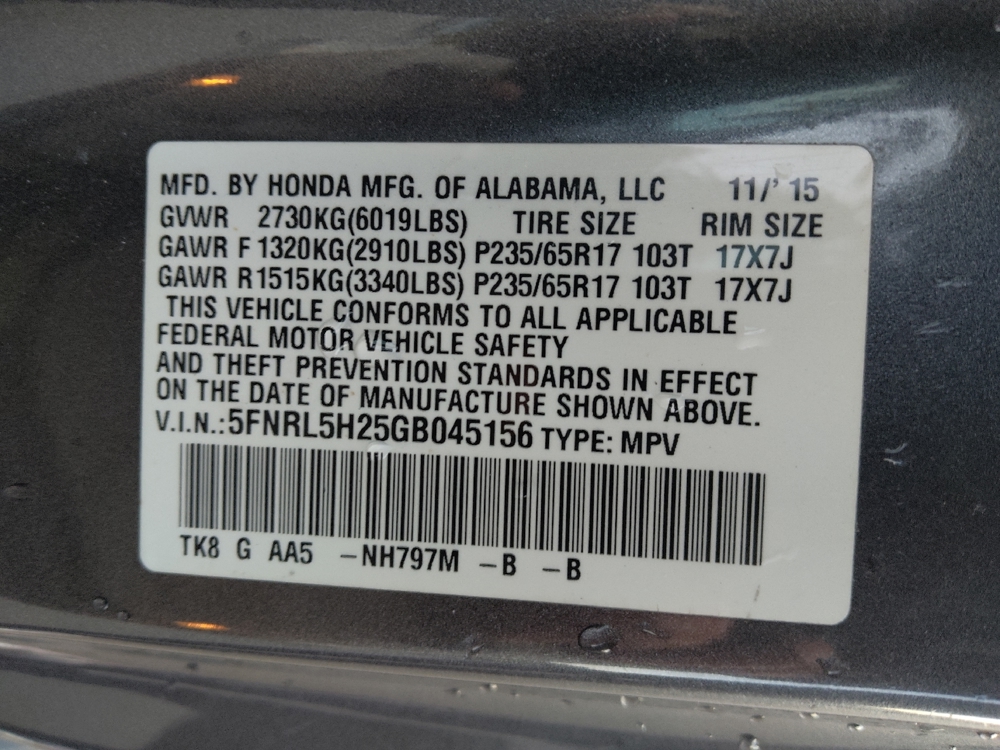 MFD. BY HONDA MFG. OF ALABAMA, LLC 11/' 15
GVWR 2730KG(6019LBS) TIRE SIZE RIM SIZE
GAWR F 1320KG(2910LBS) P235/65R17 103T 17X7J
GAWR R1515KG(3340LBS) P235/65R17 103T 17X7J
THIS VEHICLE CONFORMS TO ALL APPLICABLE
FEDERAL MOTOR VEHICLE SAFETY
AND THEFT PREVENTION STANDARDS IN EFFECT
ON THE DATE OF MANUFACTURE SHOWN ABOVE.
V.I.N.:5FNRL5H25GB045156 TYPE: MPV
TK8 G AA5 -NH797M -B -B